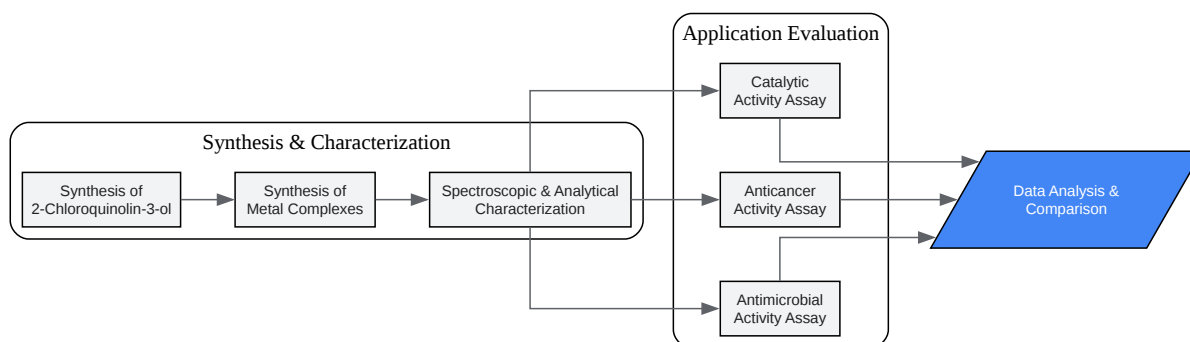 Synthesis & Characterization
Synthesis of
2-Chloroquinolin-3-ol
Synthesis of
Metal Complexes
Spectroscopic & Analytical
Characterization
Application Evaluation
Catalytic
Activity Assay
Anticancer
Activity Assay
Antimicrobial
Activity Assay
Data Analysis &
Comparison